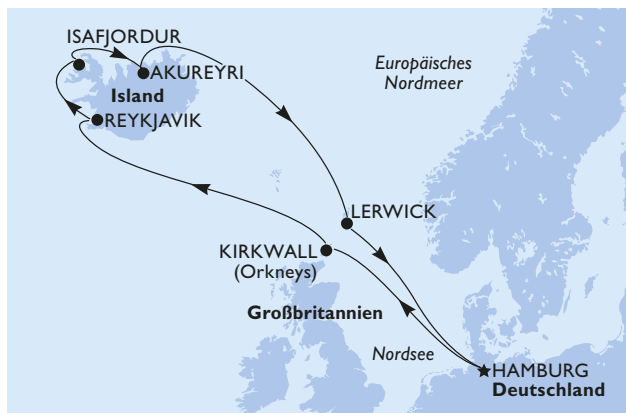 ISAFJORDUR
AKUREYRI
Island
REYKJAVIK
Europäisches
Nordmeer
LERWICK
KIRKWALL
(Orkneys)
Großbritannien
Nordsee
HAMBURG
Deutschland